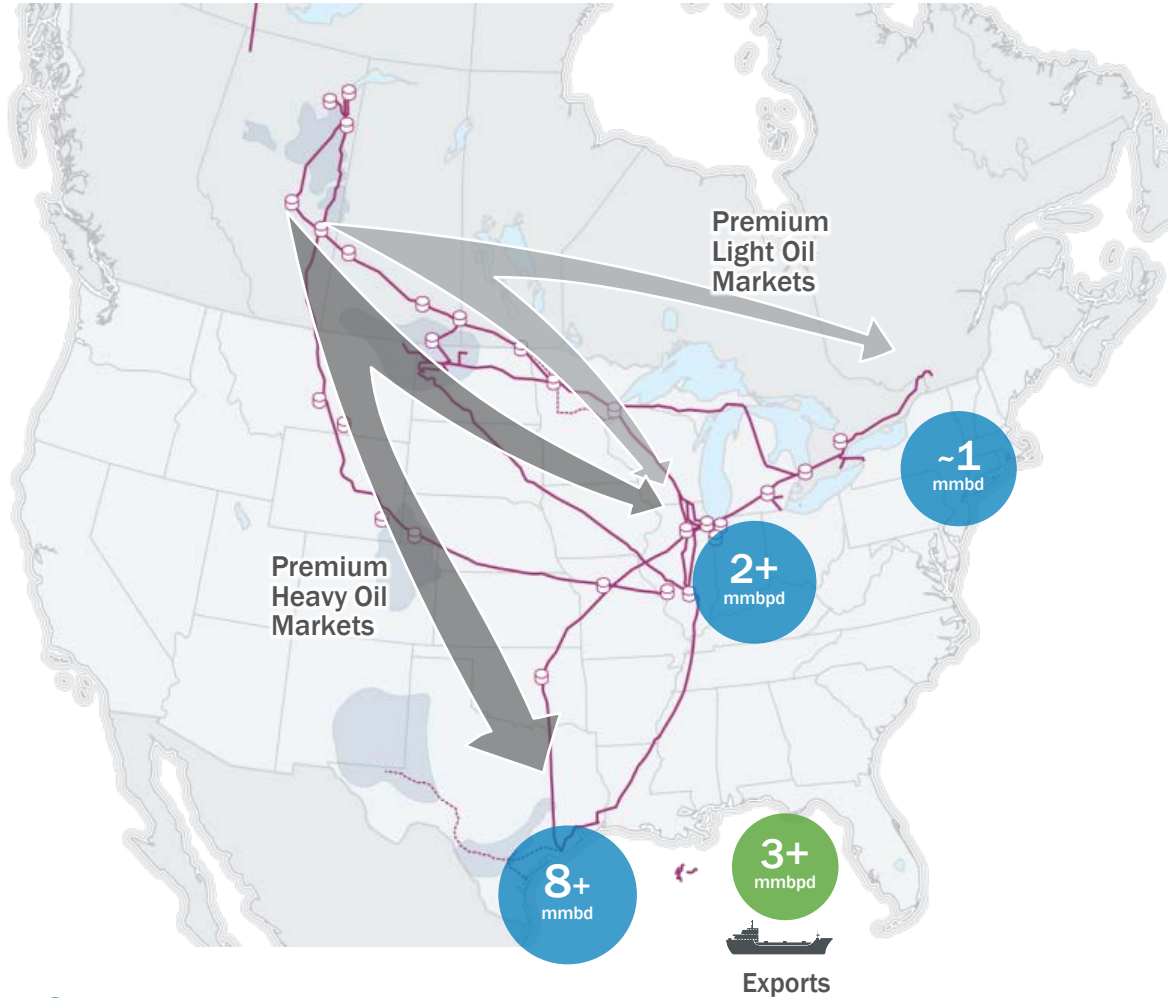 Premium
Light Oil
Markets
~1
mmbd
2+
mmbpd
Premium
Heavy Oil
Markets
8+
mmbd
3+
mmbpd
Exports